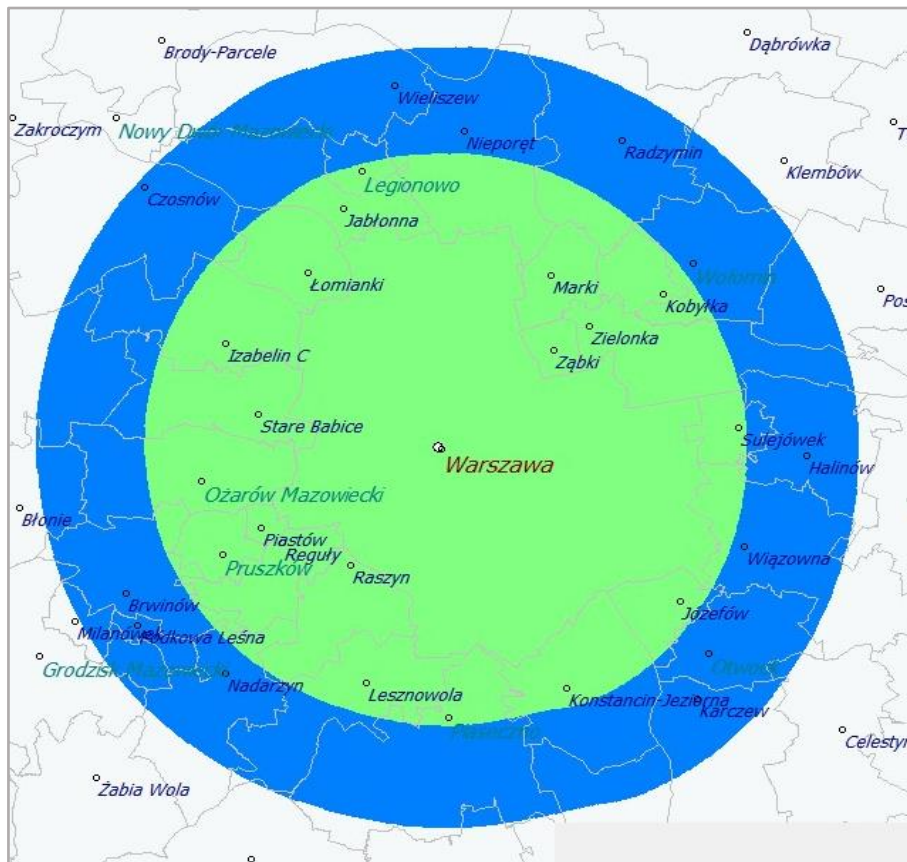 Dąbrówka
Brody-Parcele
Wieliszew
Zakroczym
Nowy Dwór Mazowiecki
Nieporęt
Radzymin
Klembów
Legionowo
Czosnów
Jabłonna
Łomianki
Marki
Wołomin
Kobyłka
Zielonka
Izabelin C
Ząbki
Stare Babice
Sulejówek
Warszawa
Halinów
Ożarów Mazowiecki
Błonie
Piastów
Reguły
Pruszków
Raszyn
Wiązowna
Brwinów
Józefów
Milanówek
Podkowa Leśna
Grodzisk Mazowiecki
Otwock
Nadarzyn
Lesznowola
Konstancin-Jeziorna
Karczew
Piaseczno
Celestyn
Żabia Wola